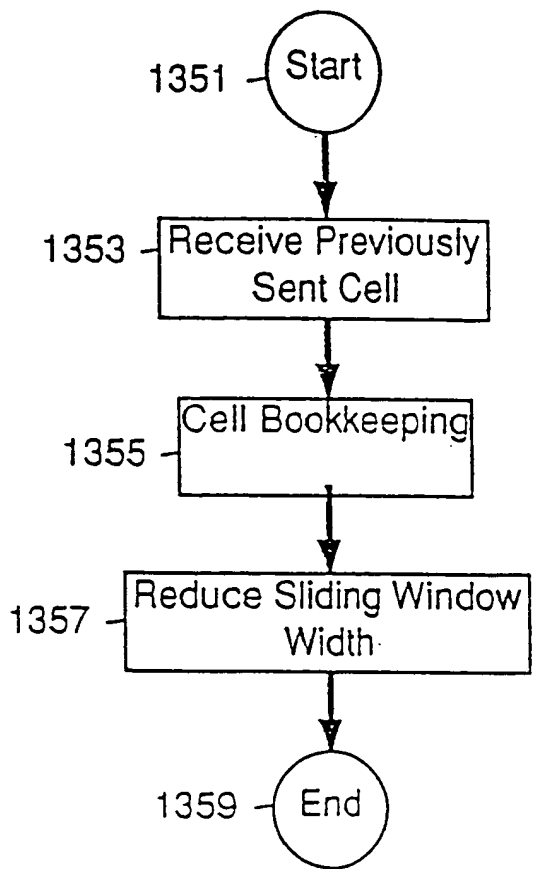 1351
Start
1353
Receive Previously
Sent Cell
1355
Cell Bookkeeping
1357
Reduce Sliding Window
Width
1359
End